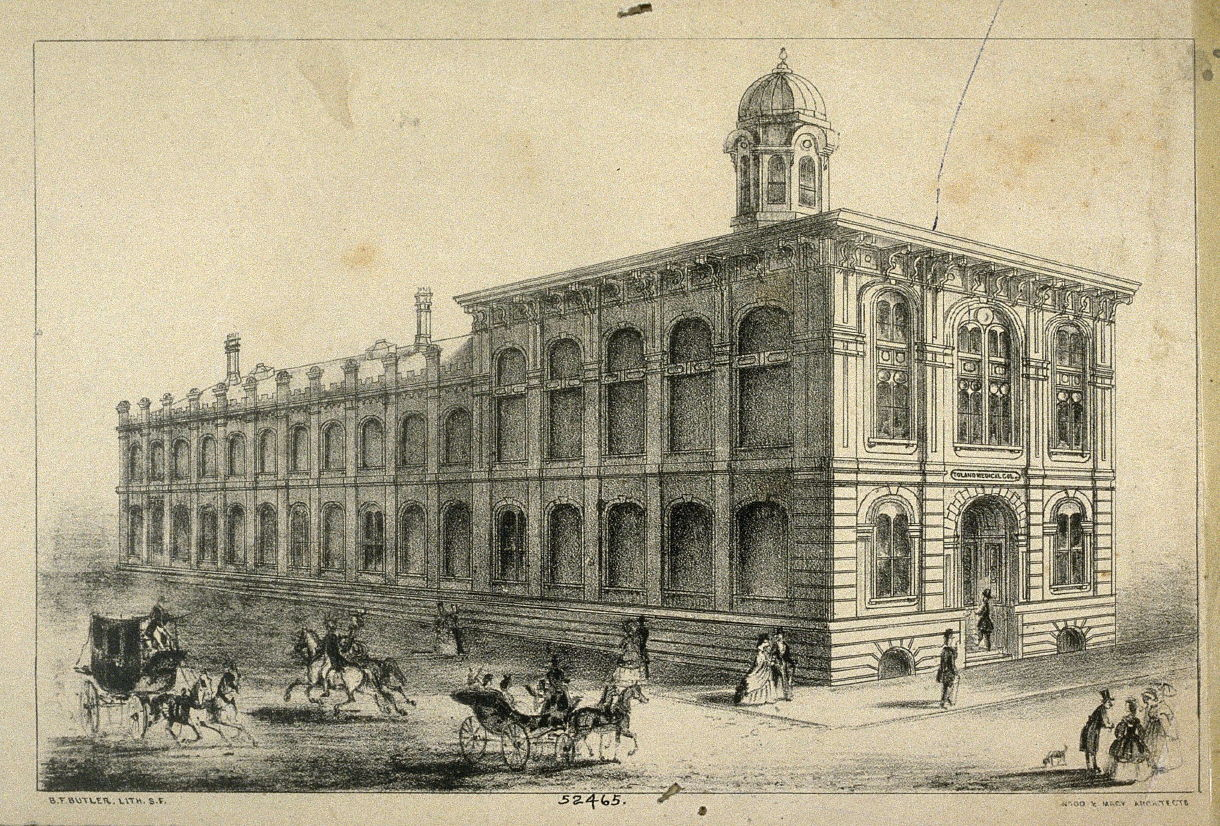 TOLAND MEDICAL COL.
B.F. BUTLER, LITH. S.F.
52465.
WOOD & MACY ARCHITECTS